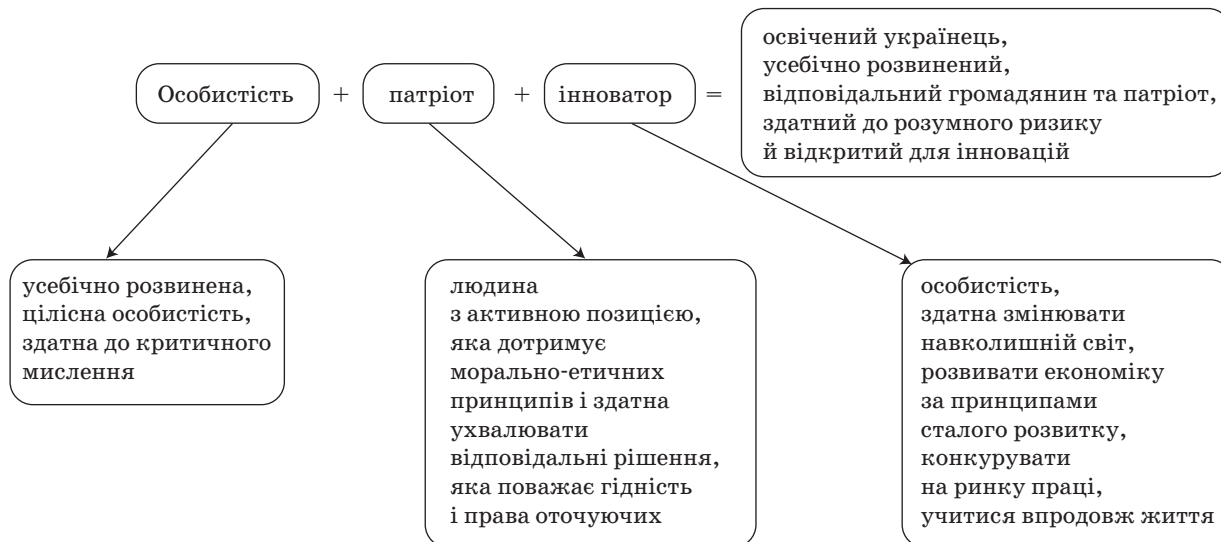 Особистість + патріот + інноватор =
освічений українець,
усебічно розвинений,
відповідальний громадянин та патріот,
здатний до розумного ризику
й відкритий для інновацій
усебічно розвинена,
цілісна особистість,
здатна до критичного
мислення
людина
з активною позицією,
яка дотримує
морально-етичних
принципів і здатна
ухвалювати
відповідальні рішення,
яка поважає гідність
і права оточуючих
особистість,
здатна змінювати
навколишній світ,
розвивати економіку
за принципами
сталого розвитку,
конкурувати
на ринку праці,
учитися впродовж життя